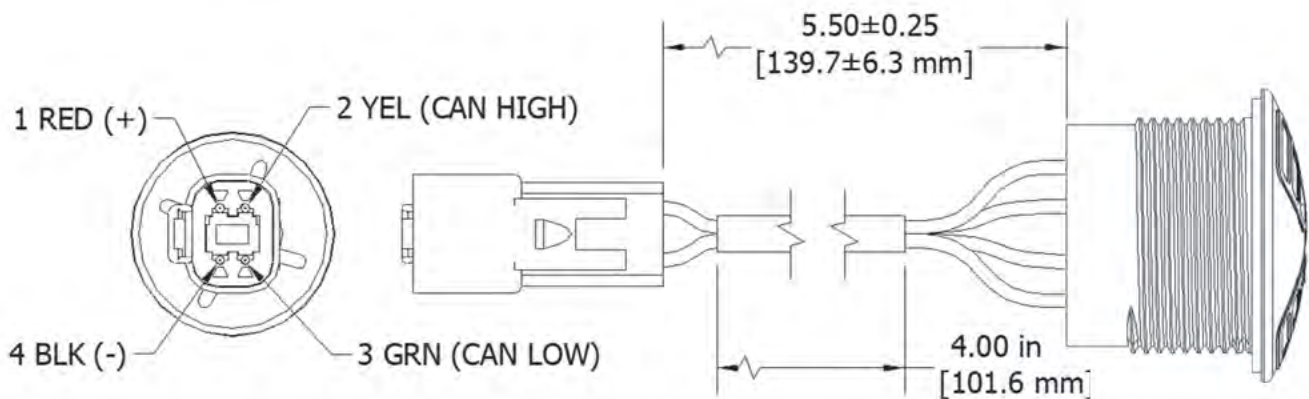 5.50±0.25
[139.7±6.3 mm]
1 RED (+)
2 YEL (CAN HIGH)
4 BLK (-)
3 GRN (CAN LOW)
4.00 in
[101.6 mm]